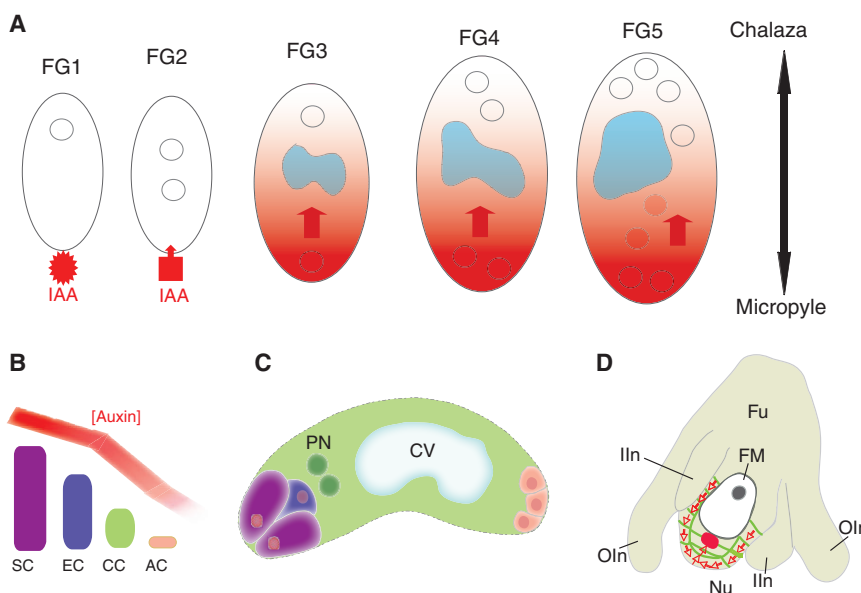 A
FG1
FG2
FG3
FG4
FG5
Chalaza
IAA
IAA
Micropyle
B
[Auxin]
SC
EC
CC
AC
C
PN
CV
D
Fu
IIn
FM
OIn
Nu
IIn
OIn